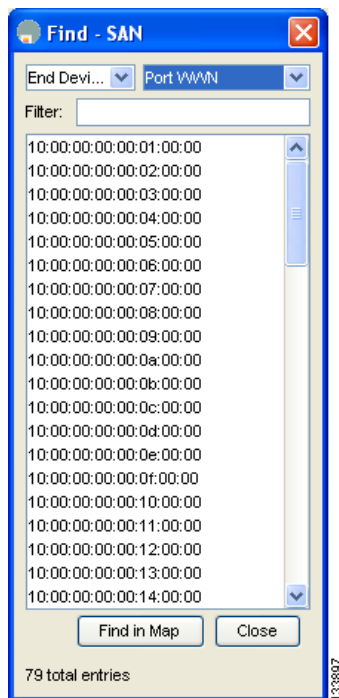 Find - SAN
End Devi... Port WWN
Filter:
10:00:00:00:00:01:00:00
10:00:00:00:00:02:00:00
10:00:00:00:00:03:00:00
10:00:00:00:00:04:00:00
10:00:00:00:00:05:00:00
10:00:00:00:00:06:00:00
10:00:00:00:00:07:00:00
10:00:00:00:00:08:00:00
10:00:00:00:00:09:00:00
10:00:00:00:00:0a:00:00
10:00:00:00:00:0b:00:00
10:00:00:00:00:0c:00:00
10:00:00:00:00:0d:00:00
10:00:00:00:00:0e:00:00
10:00:00:00:00:0f:00:00
10:00:00:00:00:10:00:00
10:00:00:00:00:11:00:00
10:00:00:00:00:12:00:00
10:00:00:00:00:13:00:00
10:00:00:00:00:14:00:00
Find in Map Close
79 total entries